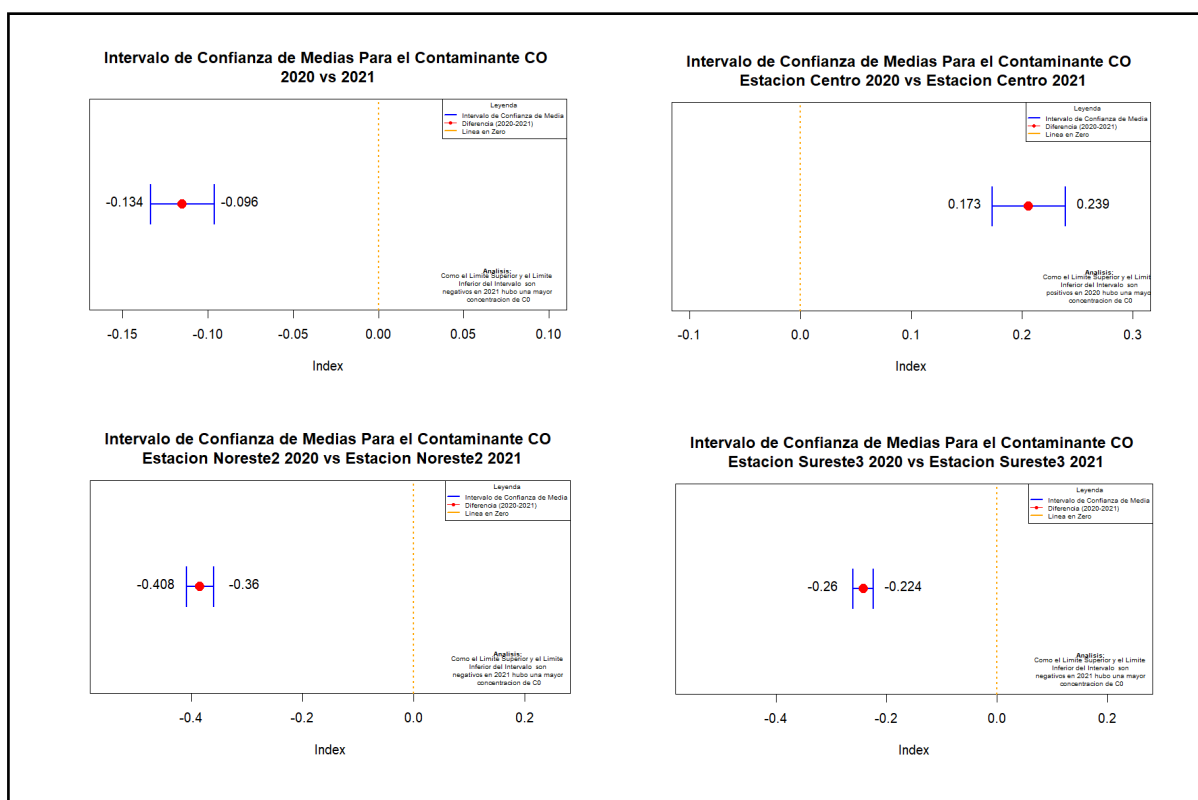 Intervalo de Confianza de Medias Para el Contaminante CO
2020 vs 2021
Leyenda
Intervalo de Confianza de Media
Diferencia (2020-2021)
Linea en Zero
-0.134
-0.096
Analisis:
Como el Limite Superior y el Limite
Inferior del Intervalo son
negativos en 2021 hubo una mayor
concentracion de C0
-0.15
-0.10
-0.05
0.00
0.05
0.10
Index
Intervalo de Confianza de Medias Para el Contaminante CO
Estacion Centro 2020 vs Estacion Centro 2021
Leyenda
Intervalo de Confianza de Media
Diferencia (2020-2021)
Linea en Zero
0.173
0.239
Analisis:
Como el Limite Superior y el Limit
Inferior del Intervalo son
positivos en 2020 hubo una mayo
concentracion de C0
-0.1
0.0
0.1
0.2
0.3
Index
Intervalo de Confianza de Medias Para el Contaminante CO
Estacion Noreste2 2020 vs Estacion Noreste2 2021
Leyenda
Intervalo de Confianza de Media
Diferencia (2020-2021)
Linea en Zero
-0.408
-0.36
Analisis:
Como el Limite Superior y el Limite
Inferior del Intervalo son
negativos en 2021 hubo una mayor
concentracion de C0
-0.4
-0.2
0.0
0.2
Index
Intervalo de Confianza de Medias Para el Contaminante CO
Estacion Sureste3 2020 vs Estacion Sureste3 2021
Leyenda
Intervalo de Confianza de Media
Diferencia (2020-2021)
Linea en Zero
-0.26
-0.224
Analisis:
Como el Limite Superior y el Limite
Inferior del Intervalo son
negativos en 2021 hubo una mayor
concentracion de C0
-0.4
-0.2
0.0
0.2
Index